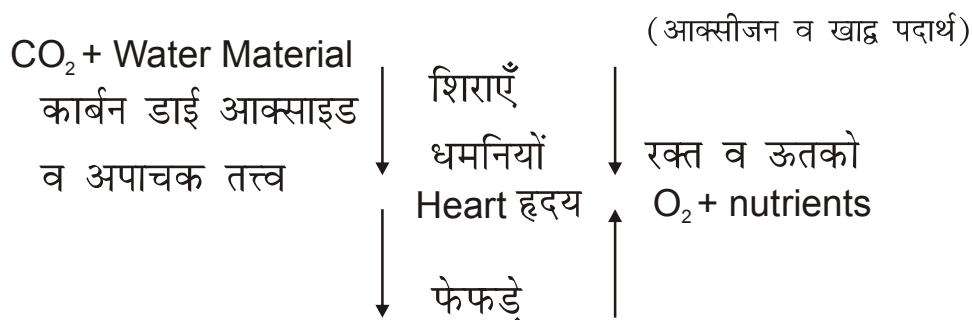 (आक्सीजन व खाद्व पदार्थ)
CO₂ + Water Material
कार्बन डाई आक्साइड
व अपाचक तत्त्व
शिराएँ
धमनियों
Heart हृदय
फेफड़े
रक्त व ऊतको
O₂ + nutrients